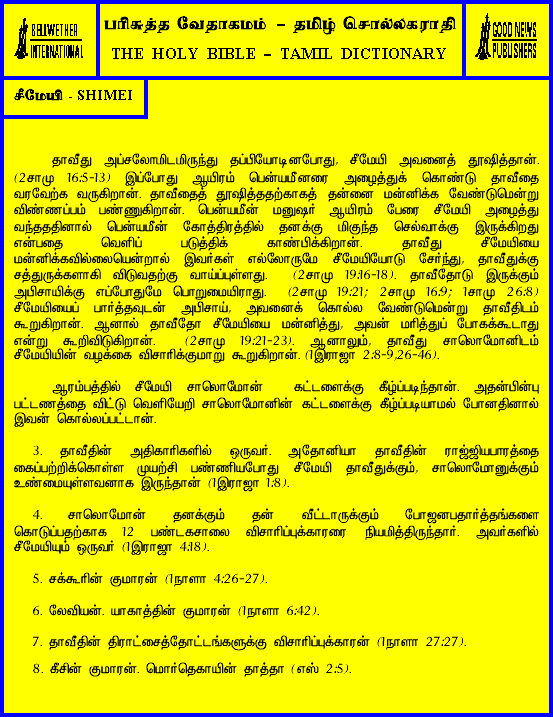 BELLWETHER
INTERNATIONAL
பரிசுத்த வேதாகமம் – தமிழ் சொல்லகராதி
THE HOLY BIBLE – TAMIL DICTIONARY
GOOD NEWS
PUBLISHERS
சீமேயி - SHIMEI
தாவீது அப்சலோமிடமிருந்து தப்பியோடினபோது, சீமேயி அவனைத் தூஷித்தான்.
(2சாமு 16:5-13) இப்போது ஆயிரம் பென்யமீனரை அழைத்துக் கொண்டு தாவீதை
வரவேற்க வருகிறான். தாவீதைத் தூஷித்ததற்காகத் தன்னை மன்னிக்க வேண்டுமென்று
விண்ணப்பம் பண்ணுகிறான். பென்யமீன் மனுஷர் ஆயிரம் பேரை சீமேயி அழைத்து
வந்ததினால் பென்யமீன் கோத்திரத்தில் தனக்கு மிகுந்த செல்வாக்கு இருக்கிறது
என்பதை வெளிப் படுத்திக் காண்பிக்கிறான். தாவீது சீமேயியை
மன்னிக்கவில்லையென்றால் இவர்கள் எல்லோருமே சீமேயியோடு சேர்ந்து, தாவீதுக்கு
சத்துருக்களாகி விடுவதற்கு வாய்ப்புள்ளது. (2சாமு 19:16-18). தாவீதோடு இருக்கும்
அபிசாயிக்கு எப்போதுமே பொறுமையிராது. (2சாமு 19:21; 2சாமு 16:9; 1சாமு 26:8)
சீமேயியைப் பார்த்தவுடன் அபிசாய், அவனைக் கொல்ல வேண்டுமென்று தாவீதிடம்
கூறுகிறான். ஆனால் தாவீதோ சீமேயியை மன்னித்து, அவன் மரித்துப் போகக்கூடாது
என்று கூறிவிடுகிறான். (2சாமு 19:21-23). ஆனாலும், தாவீது சாலொமோனிடம்
சீமேயியின் வழக்கை விசாரிக்குமாறு கூறுகிறான். (1இராஜா 2:8-9,26-46).
ஆரம்பத்தில் சீமேயி சாலொமோன் கட்டளைக்கு கீழ்ப்படிந்தான். அதன்பின்பு
பட்டணத்தை விட்டு வெளியேறி சாலொமோனின் கட்டளைக்கு கீழ்ப்படியாமல் போனதினால்
இவன் கொல்லப்பட்டான்.
3. தாவீதின் அதிகாரிகளில் ஒருவர். அதோனியா தாவீதின் ராஜ்ஜியபாரத்தை
கைப்பற்றிக்கொள்ள முயற்சி பண்ணியபோது சீமேயி தாவீதுக்கும், சாலொமோனுக்கும்
உண்மையுள்ளவனாக இருந்தான் (1இராஜா 1:8).
4. சாலொமோன் தனக்கும் தன் வீட்டாருக்கும் போஜனபதார்த்தங்களை
கொடுப்பதற்காக 12 பண்டகசாலை விசாரிப்புக்காரரை நியமித்திருந்தார். அவர்களில்
சீமேயியும் ஒருவர் (1இராஜா 4:18).
5. சக்கூரின் குமாரன் (1நாளா 4:26-27).
6. லேவியன். யாகாத்தின் குமாரன் (1நாளா 6:42).
7. தாவீதின் திராட்சைத்தோட்டங்களுக்கு விசாரிப்புக்காரன் (1நாளா 27:27).
8. கீசின் குமாரன். மொர்தெகாயின் தாத்தா (எஸ் 2:5).